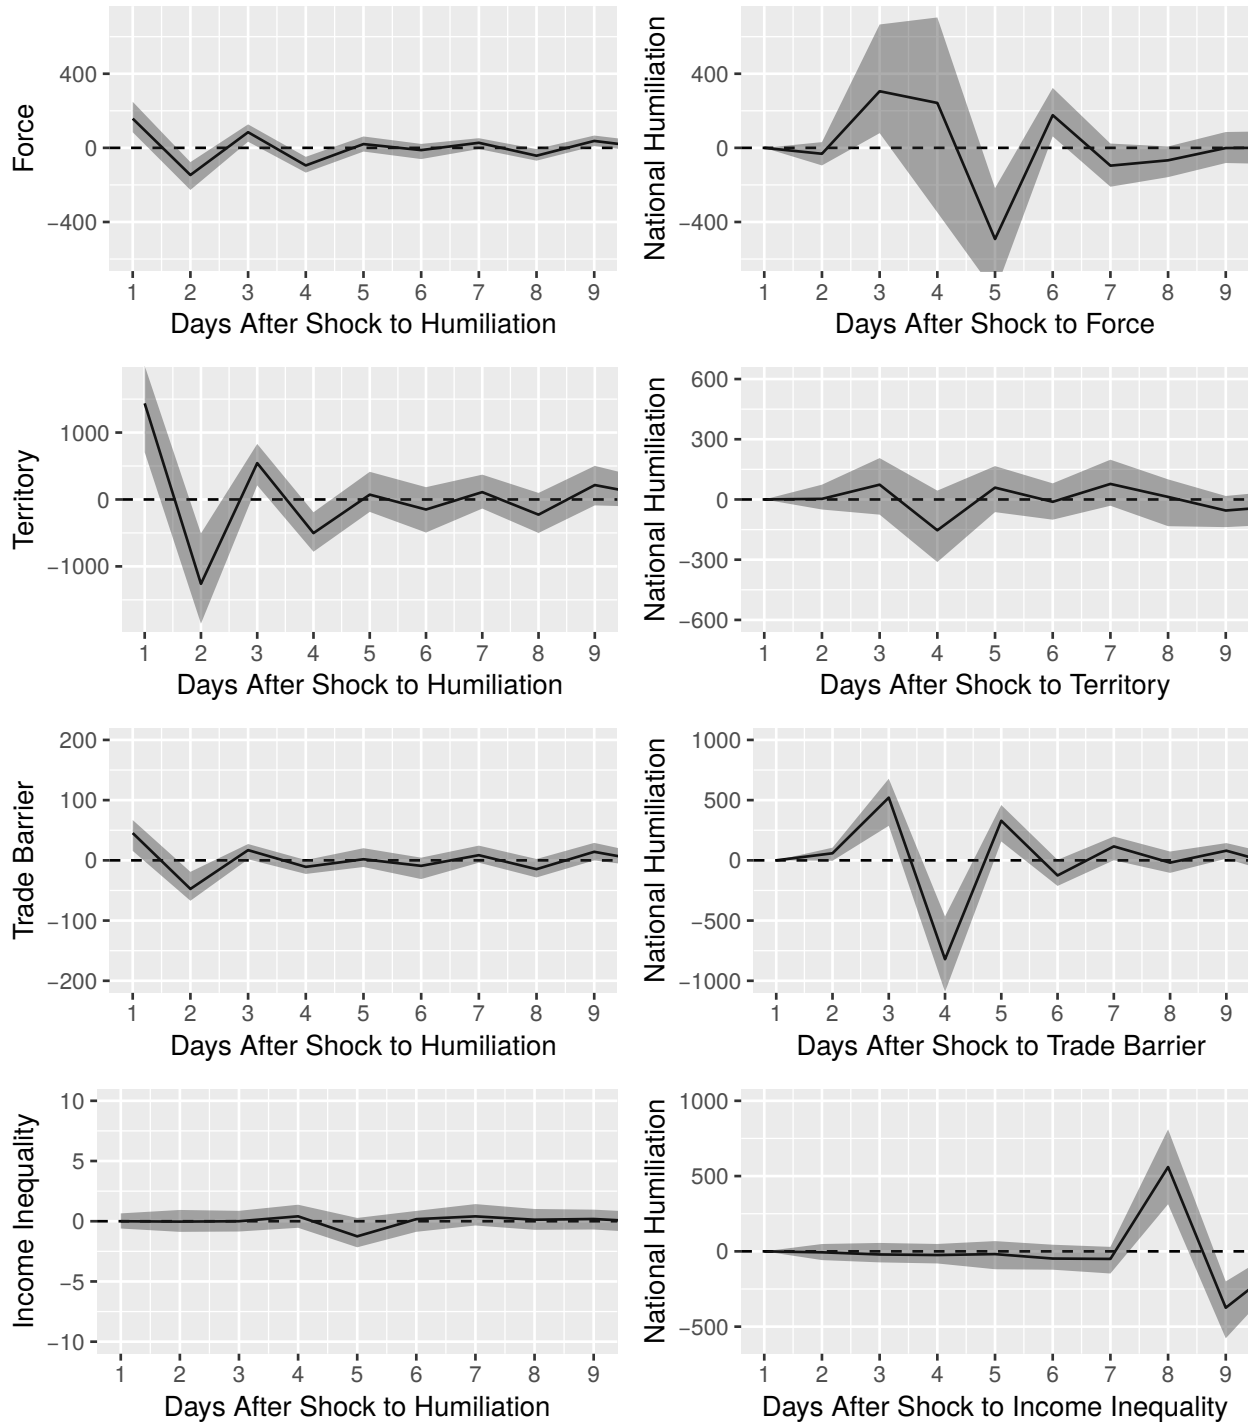 Force
400
0
−400
1 2 3 4 5 6 7 8 9
Days After Shock to Humiliation
National Humiliation
400
0
−400
1 2 3 4 5 6 7 8 9
Days After Shock to Force
Territory
1000
0
−1000
1 2 3 4 5 6 7 8 9
Days After Shock to Humiliation
National Humiliation
600
300
0
−300
−600
1 2 3 4 5 6 7 8 9
Days After Shock to Territory
Trade Barrier
200
100
0
−100
−200
1 2 3 4 5 6 7 8 9
Days After Shock to Humiliation
National Humiliation
1000
500
0
−500
−1000
1 2 3 4 5 6 7 8 9
Days After Shock to Trade Barrier
Income Inequality
10
5
0
−5
−10
1 2 3 4 5 6 7 8 9
Days After Shock to Humiliation
National Humiliation
1000
500
0
−500
1 2 3 4 5 6 7 8 9
Days After Shock to Income Inequality